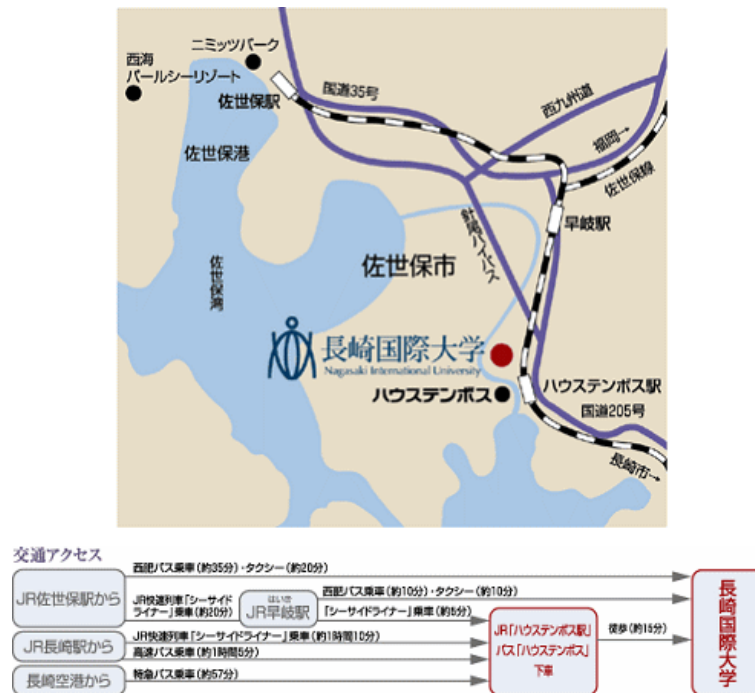 ニミッツパーク
西海
パールシーリゾート
佐世保駅
国道35号
西九州道
福岡→
佐世保線
佐世保港
早岐駅
針尾バイパス
佐世保市
佐世保湾
長崎国際大学
Nagasaki International University
ハウステンボス
ハウステンボス駅
国道205号
長崎市→
交通アクセス
西肥バス乗車(約35分)・タクシー(約20分)
JR佐世保駅から
JR快速列車「シーサイド
ライナー」乗車(約20分)
はいき
JR早岐駅
西肥バス乗車(約10分)・タクシー(約10分)
「シーサイドライナー」乗車(約5分)
JR長崎駅から
JR快速列車「シーサイドライナー」乗車(約1時間10分)
高速バス乗車(約1時間5分)
長崎空港から
特急バス乗車(約57分)
JR「ハウステンボス駅」
バス「ハウステンボス」
下車
徒歩(約15分)
長崎国際大学